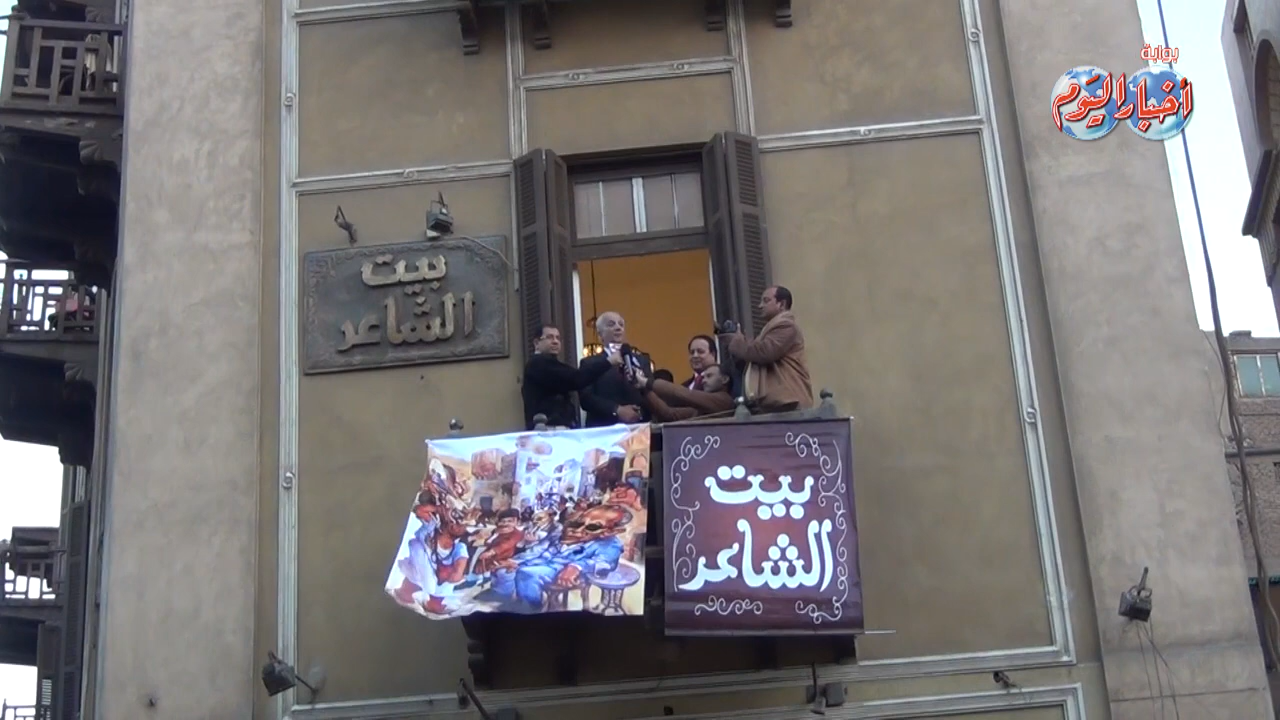 بوابة
أخبار اليوم
بيت
الشاعر
بيت
الشاعر